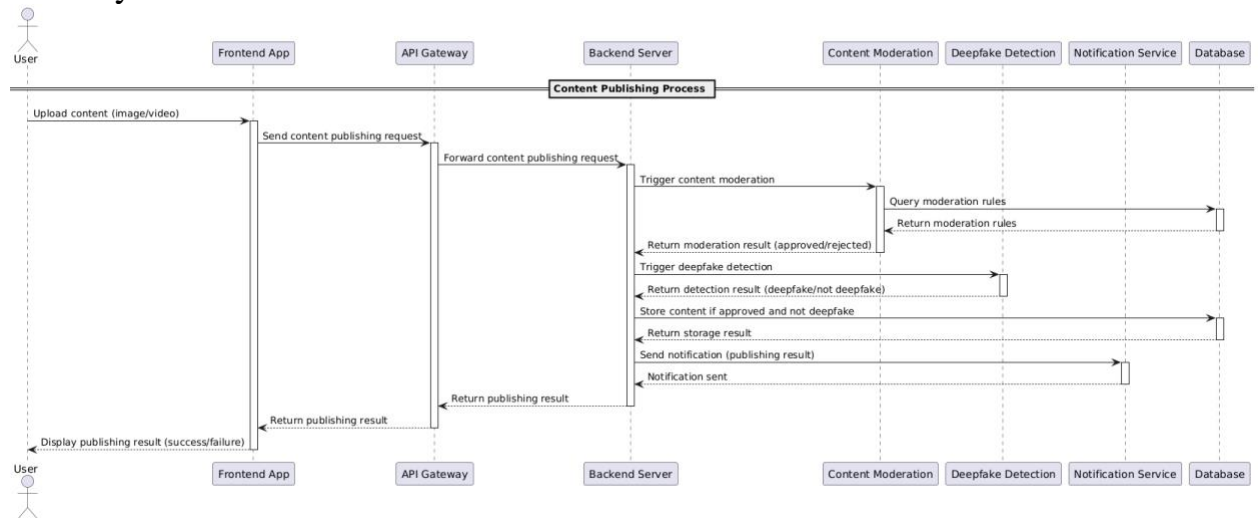 User
Frontend App
API Gateway
Backend Server
Content Moderation
Deepfake Detection
Notification Service
Database
Content Publishing Process
Upload content (image/video)
Send content publishing request
Forward content publishing request
Trigger content moderation
Query moderation rules
Return moderation rules
Return moderation result (approved/rejected)
Trigger deepfake detection
Return detection result (deepfake/not deepfake)
Store content if approved and not deepfake
Return storage result
Send notification (publishing result)
Notification sent
Return publishing result
Return publishing result
Display publishing result (success/failure)
User
Frontend App
API Gateway
Backend Server
Content Moderation
Deepfake Detection
Notification Service
Database